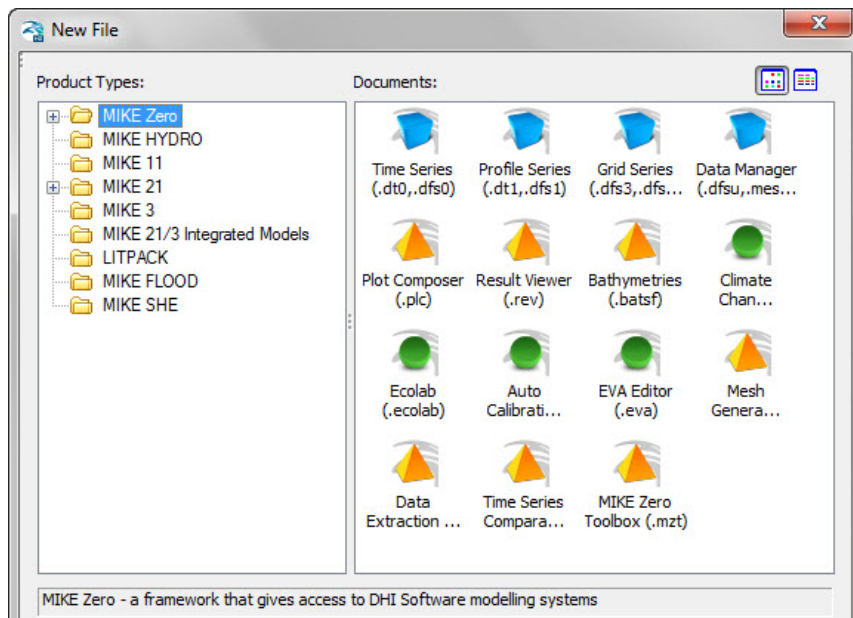 New File
Product Types:
MIKE Zero
MIKE HYDRO
MIKE 11
MIKE 21
MIKE 3
MIKE 21/3 Integrated Models
LITPACK
MIKE FLOOD
MIKE SHE
Documents:
Time Series
(.dt0,.dfs0)
Profile Series
(.dt1,.dfs1)
Grid Series
(.dfs3,.dfs...
Data Manager
(.dfsu,.mes...
Plot Composer
(.plc)
Result Viewer
(.rev)
Bathymetries
(.batsf)
Climate
Chan...
Ecolab
(.ecolab)
Auto
Calibrati...
EVA Editor
(.eva)
Mesh
Genera...
Data
Extraction ...
Time Series
Compara...
MIKE Zero
Toolbox (.mzt)
MIKE Zero - a framework that gives access to DHI Software modelling systems